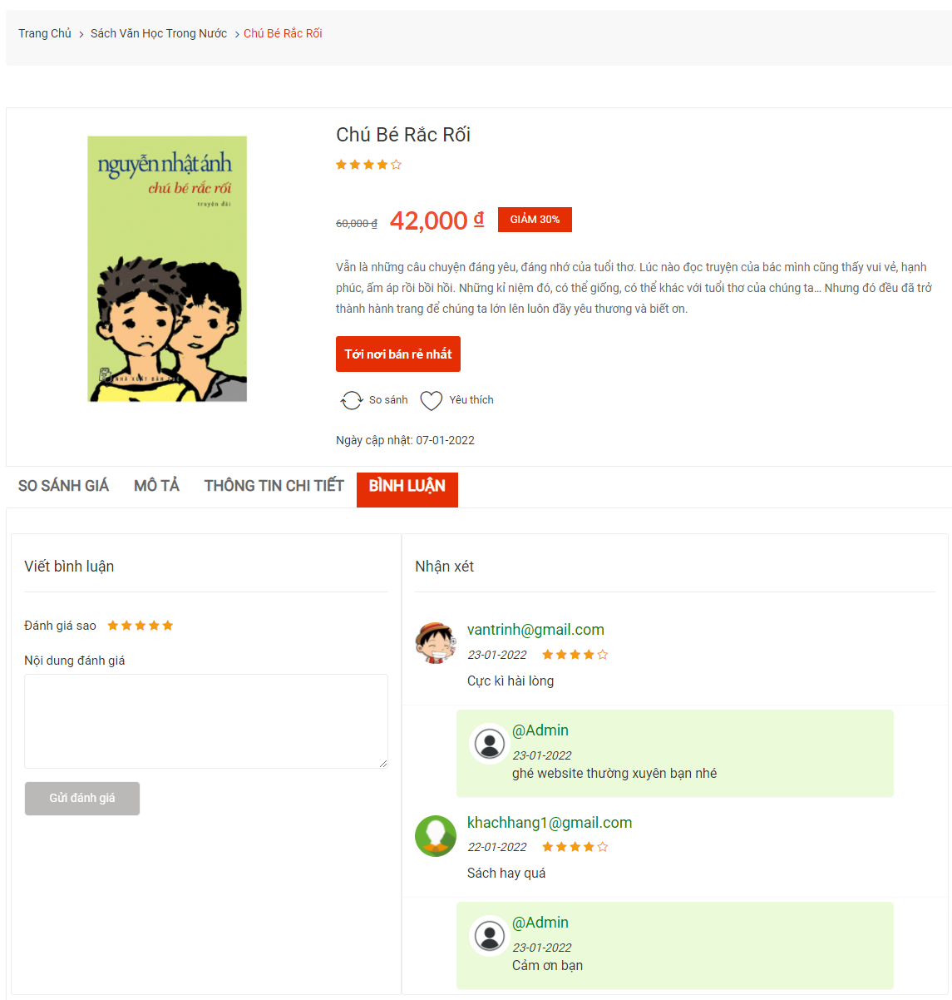 Trang Chủ > Sách Văn Học Trong Nước > Chú Bé Rắc Rối
nguyễn nhật ánh
chú bé rắc rối
truyện dài
NHÀ XUẤT BẢN TRẺ
Chú Bé Rắc Rối
60,000 ₫ 42,000 ₫ GIẢM 30%
Vẫn là những câu chuyện đáng yêu, đáng nhớ của tuổi thơ. Lúc nào đọc truyện của bác mình cũng thấy vui vẻ, hạnh
phúc, ấm áp rồi bồi hồi. Những kỉ niệm đó, có thể giống, có thể khác với tuổi thơ của chúng ta... Nhưng đó đều đã trở
thành hành trang để chúng ta lớn lên luôn đầy yêu thương và biết ơn.
Tới nơi bán rẻ nhất
So sánh Yêu thích
Ngày cập nhật: 07-01-2022
SO SÁNH GIÁ MÔ TẢ THÔNG TIN CHI TIẾT BÌNH LUẬN
Viết bình luận
Đánh giá sao
Nội dung đánh giá
Gửi đánh giá
Nhận xét
vantrinh@gmail.com
23-01-2022
Cực kì hài lòng
@Admin
23-01-2022
ghé website thường xuyên bạn nhé
khachhang1@gmail.com
22-01-2022
Sách hay quá
@Admin
23-01-2022
Cảm ơn bạn